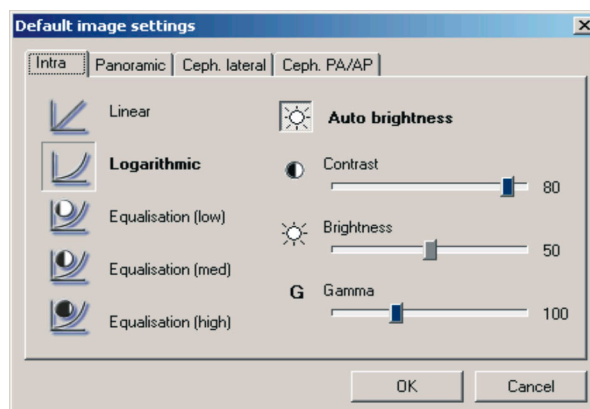 Default image settings
Intra Panoramic Ceph. lateral Ceph. PA/AP
Linear
Logarithmic
Equalisation (low)
Equalisation (med)
Equalisation (high)
Auto brightness
Contrast
80
Brightness
50
G Gamma
100
OK Cancel